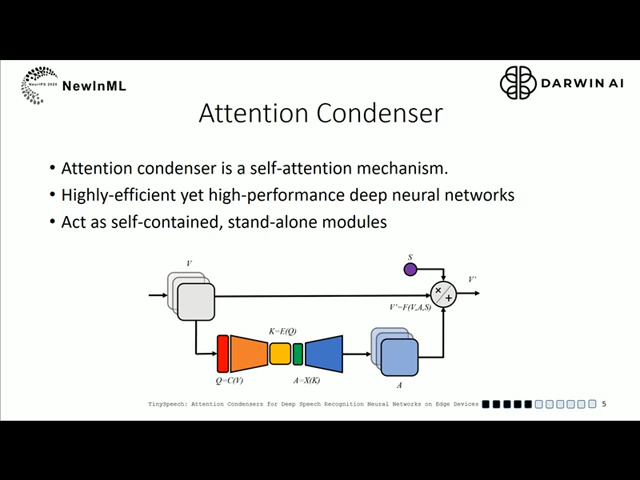 NeurIPS 2020
NewInML
DARWIN AI
Attention Condenser
• Attention condenser is a self-attention mechanism.
• Highly-efficient yet high-performance deep neural networks
• Act as self-contained, stand-alone modules
V
S
V'
V'=F(V,A,S)
K=E(Q)
Q=C(V)
A=X(K)
A
TinySpeech: Attention Condensers for Deep Speech Recognition Neural Networks on Edge Devices
5